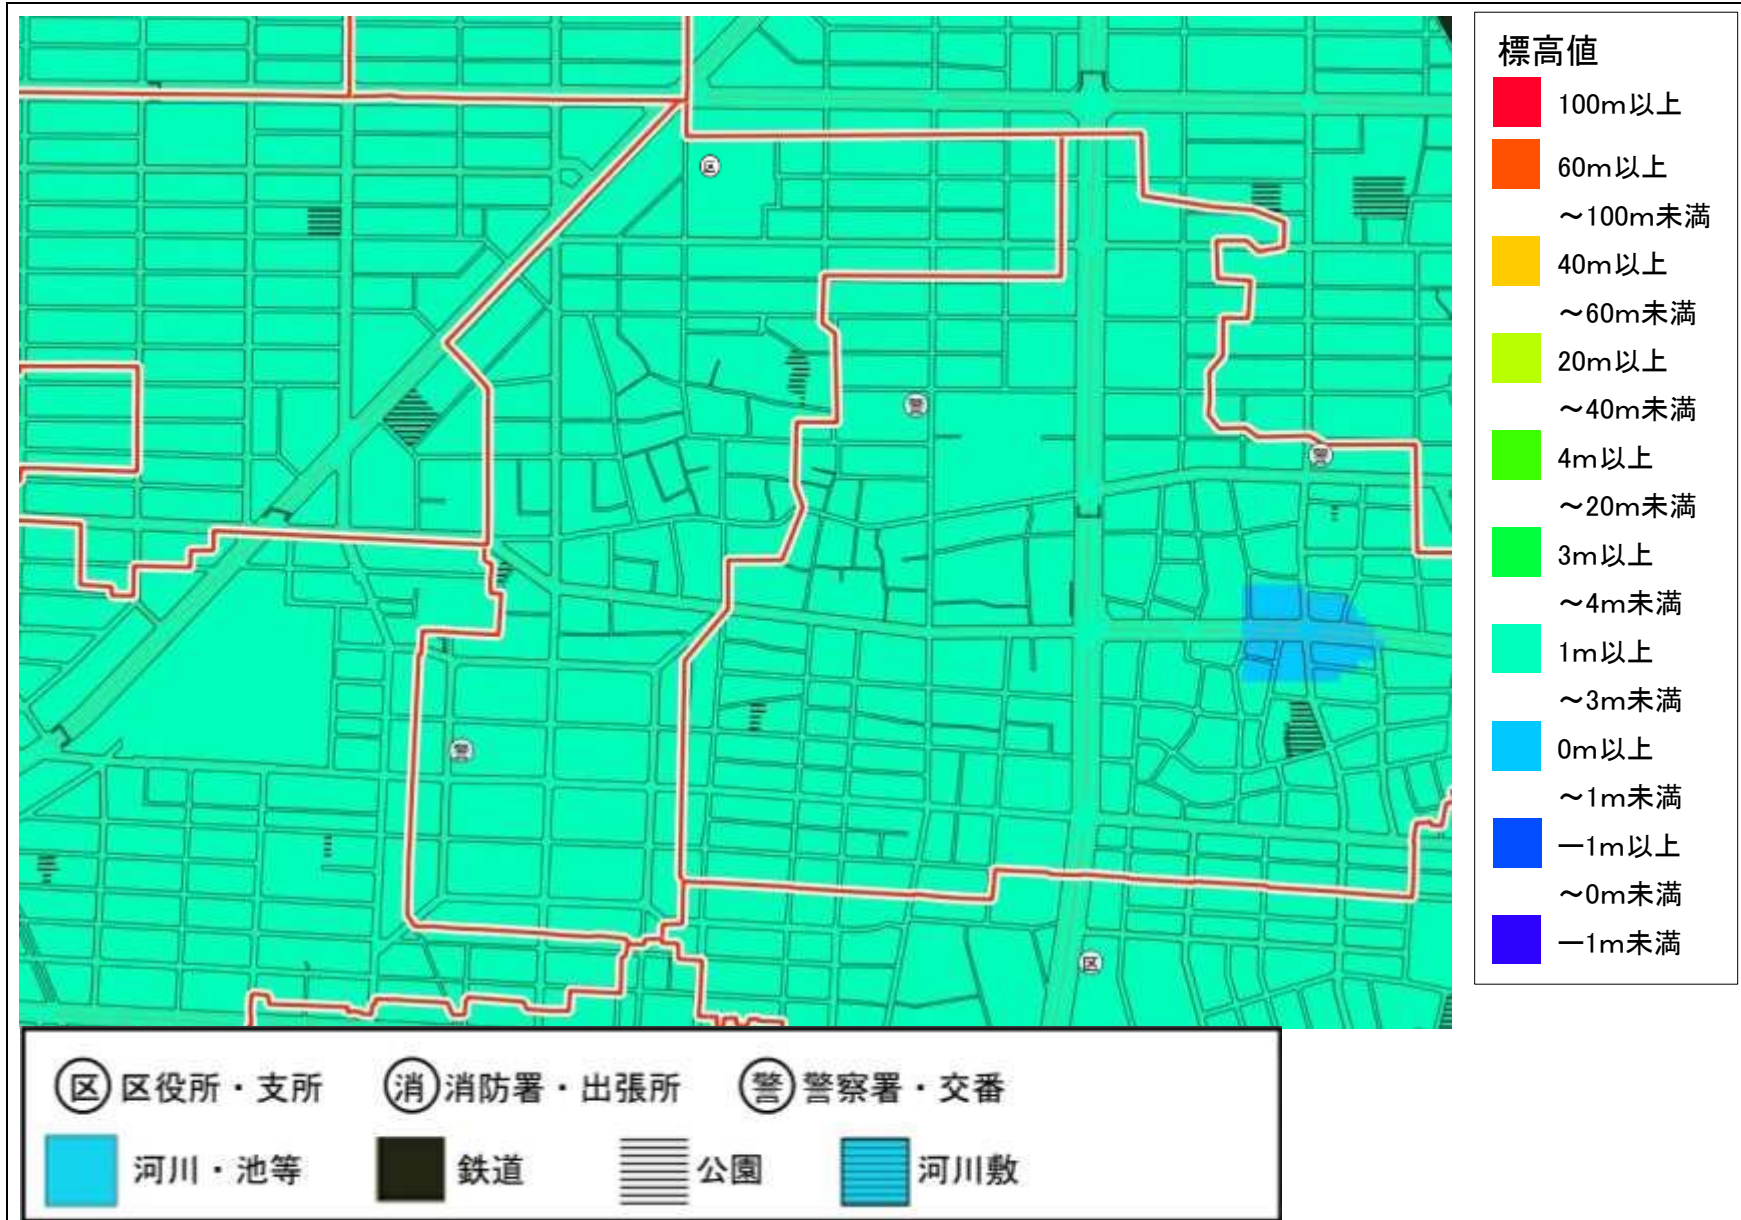 区
警
警
警
区
標高値
100m以上
60m以上
～100m未満
40m以上
～60m未満
20m以上
～40m未満
4m以上
～20m未満
3m以上
～4m未満
1m以上
～3m未満
0m以上
～1m未満
－1m以上
～0m未満
－1m未満
区 区役所・支所 消 消防署・出張所 警 警察署・交番
河川・池等 鉄道 公園 河川敷